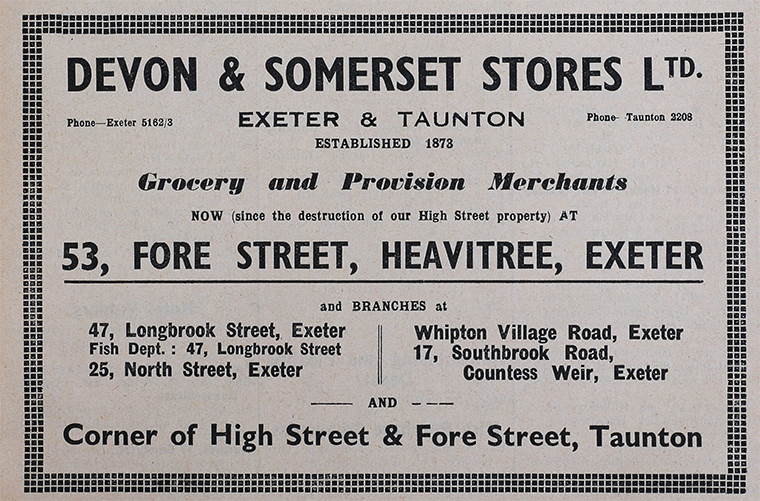 DEVON & SOMERSET STORES LTD.
Phone—Exeter 5162/3 EXETER & TAUNTON Phone- Taunton 2208
ESTABLISHED 1873
Grocery and Provision Merchants
NOW (since the destruction of our High Street property) AT
53, FORE STREET, HEAVITREE, EXETER
and BRANCHES at
47, Longbrook Street, Exeter
Fish Dept. : 47, Longbrook Street
25, North Street, Exeter
Whipton Village Road, Exeter
17, Southbrook Road,
Countess Weir, Exeter
AND
Corner of High Street & Fore Street, Taunton